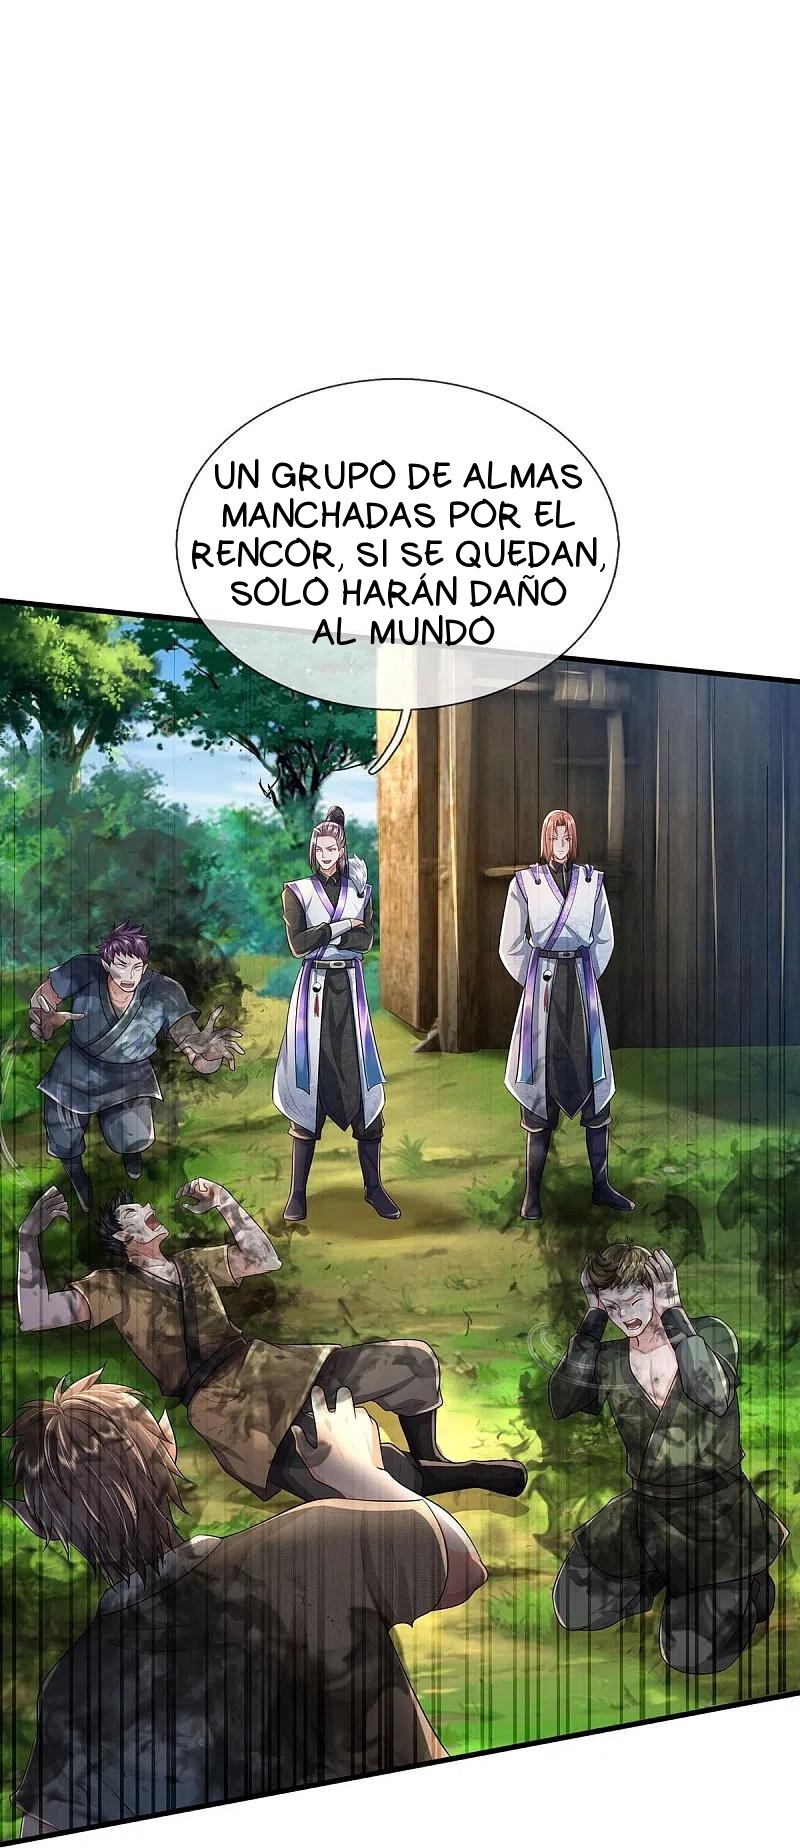 UN GRUPO DE ALMAS
MANCHADAS POR EL
RENCOR, SI SE QUEDAN,
SOLO HARÁN DAÑO
AL MUNDO